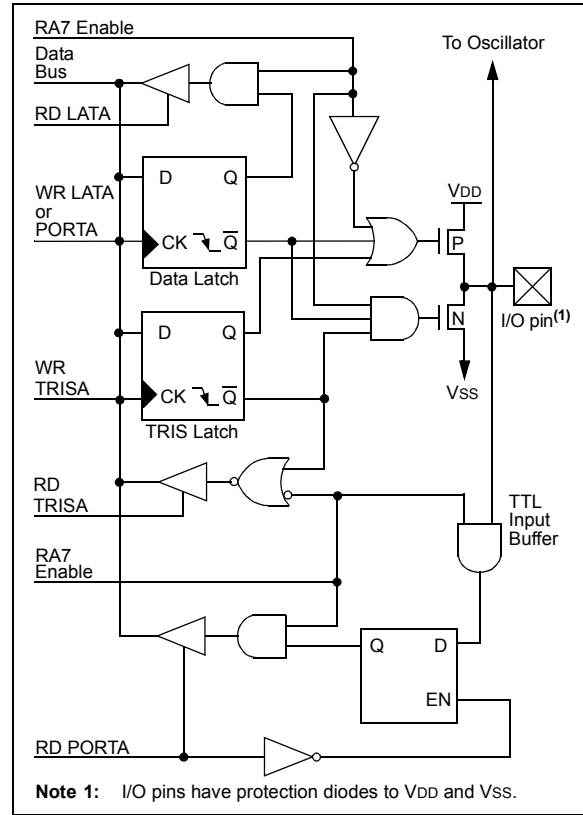 RA7 Enable
Data
Bus
To Oscillator
RD LATA
D Q
WR LATA
or
PORTA
CK Q
VDD
P
Data Latch
I/O pin(1)
N
D Q
WR
TRISA
CK Q
VSS
TRIS Latch
RD
TRISA
TTL
Input
Buffer
RA7
Enable
Q D
EN
RD PORTA
Note 1: I/O pins have protection diodes to VDD and VSS.